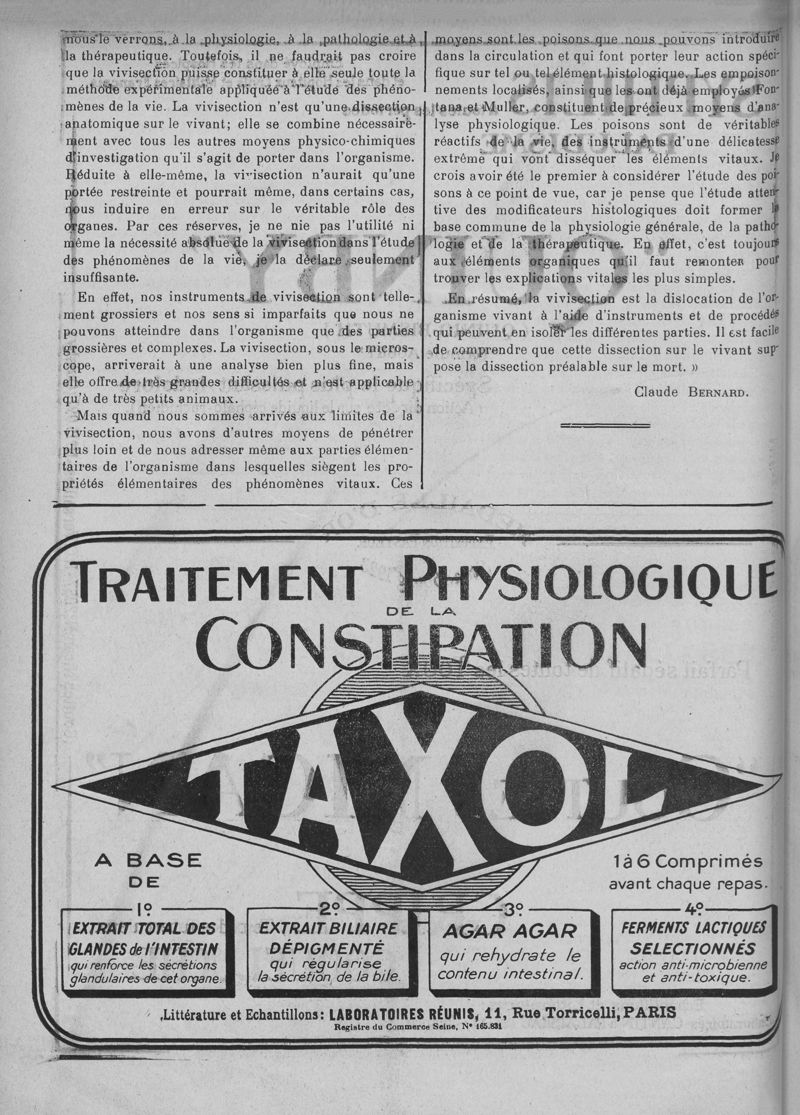 nous le verrons, à la physiologie, à la pathologie et à
la thérapeutique. Toutefois, il ne faudrait pas croire
que la vivisection puisse constituer à elle seule toute la
méthode expérimentale appliquée à l'étude des phéno-
mènes de la vie. La vivisection n'est qu'une dissection
anatomique sur le vivant; elle se combine nécessaire-
ment avec tous les autres moyens physico-chimiques
d'investigation qu'il s'agit de porter dans l'organisme.
Réduite à elle-même, la vivisection n'aurait qu'une
portée restreinte et pourrait même, dans certains cas,
nous induire en erreur sur le véritable rôle des
organes. Par ces réserves, je ne nie pas l'utilité ni
même la nécessité absolue de la vivisection dans l'étude
des phénomènes de la vie, je la déclare seulement
insuffisante.
En effet, nos instruments de vivisection sont telle-
ment grossiers et nos sens si imparfaits que nous ne
pouvons atteindre dans l'organisme que des parties
grossières et complexes. La vivisection, sous le micros-
cope, arriverait à une analyse bien plus fine, mais
elle offre de très grandes difficultés et n'est applicable
qu'à de très petits animaux.
Mais quand nous sommes arrivés aux limites de la
vivisection, nous avons d'autres moyens de pénétrer
plus loin et de nous adresser même aux parties élémen-
taires de l'organisme dans lesquelles siègent les pro-
priétés élémentaires des phénomènes vitaux. Ces
moyens sont les poisons que nous pouvons introduire
dans la circulation et qui font porter leur action spéci-
fique sur tel ou tel élément histologique. Les empoison-
nements localisés, ainsi que les ont déjà employés Fon-
tana et Muller, constituent de précieux moyens d'ana-
lyse physiologique. Les poisons sont de véritables
réactifs de la vie, des instruments d'une délicatesse
extrême qui vont disséquer les éléments vitaux. Je
crois avoir été le premier à considérer l'étude des poi-
sons à ce point de vue, car je pense que l'étude atten-
tive des modificateurs histologiques doit former la
base commune de la physiologie générale, de la patho-
logie et de la thérapeutique. En effet, c'est toujours
aux éléments organiques qu'il faut remonter pour
trouver les explications vitales les plus simples.
En résumé, la vivisection est la dislocation de l'or-
ganisme vivant à l'aide d'instruments et de procédés
qui peuvent en isoler les différentes parties. Il est facile
de comprendre que cette dissection sur le vivant sup-
pose la dissection préalable sur le mort. »
Claude BERNARD.
TRAITEMENT PHYSIOLOGIQUE
DE LA
CONSTIPATION
TAXOL
A BASE
DE
1 à 6 Comprimés
avant chaque repas.
1º
EXTRAIT TOTAL DES
GLANDES de l'INTESTIN
qui renforce les sécrétions
glandulaires de cet organe.
2º
EXTRAIT BILIAIRE
DÉPIGMENTÉ
qui régularise
la sécrétion de la bile.
3º
AGAR AGAR
qui rehydrate le
contenu intestinal.
4º
FERMENTS LACTIQUES
SELECTIONNÉS
action anti-microbienne
et anti-toxique.
Littérature et Echantillons: LABORATOIRES RÉUNIS, 11, Rue Torricelli, PARIS
Registre du Commerce Seine, Nº 165.831